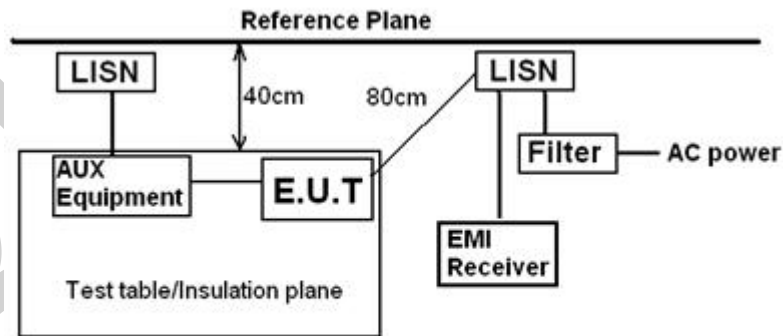 Reference Plane
LISN
40cm
80cm
LISN
Filter
AC power
AUX
Equipment
E.U.T
EMI
Receiver
Test table/Insulation plane